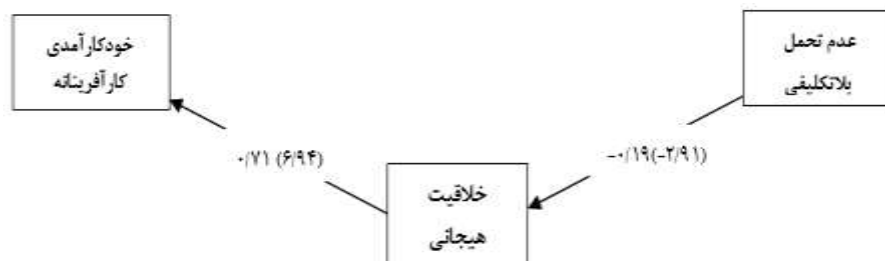 عدم تحمل
بلاتکلیفی
خودکارآمدی
کارآفرینانه
-۰/۱۹(-۲/۹۱)
۰/۷۱ (۶/۹۴)
خلاقیت
هیجانی